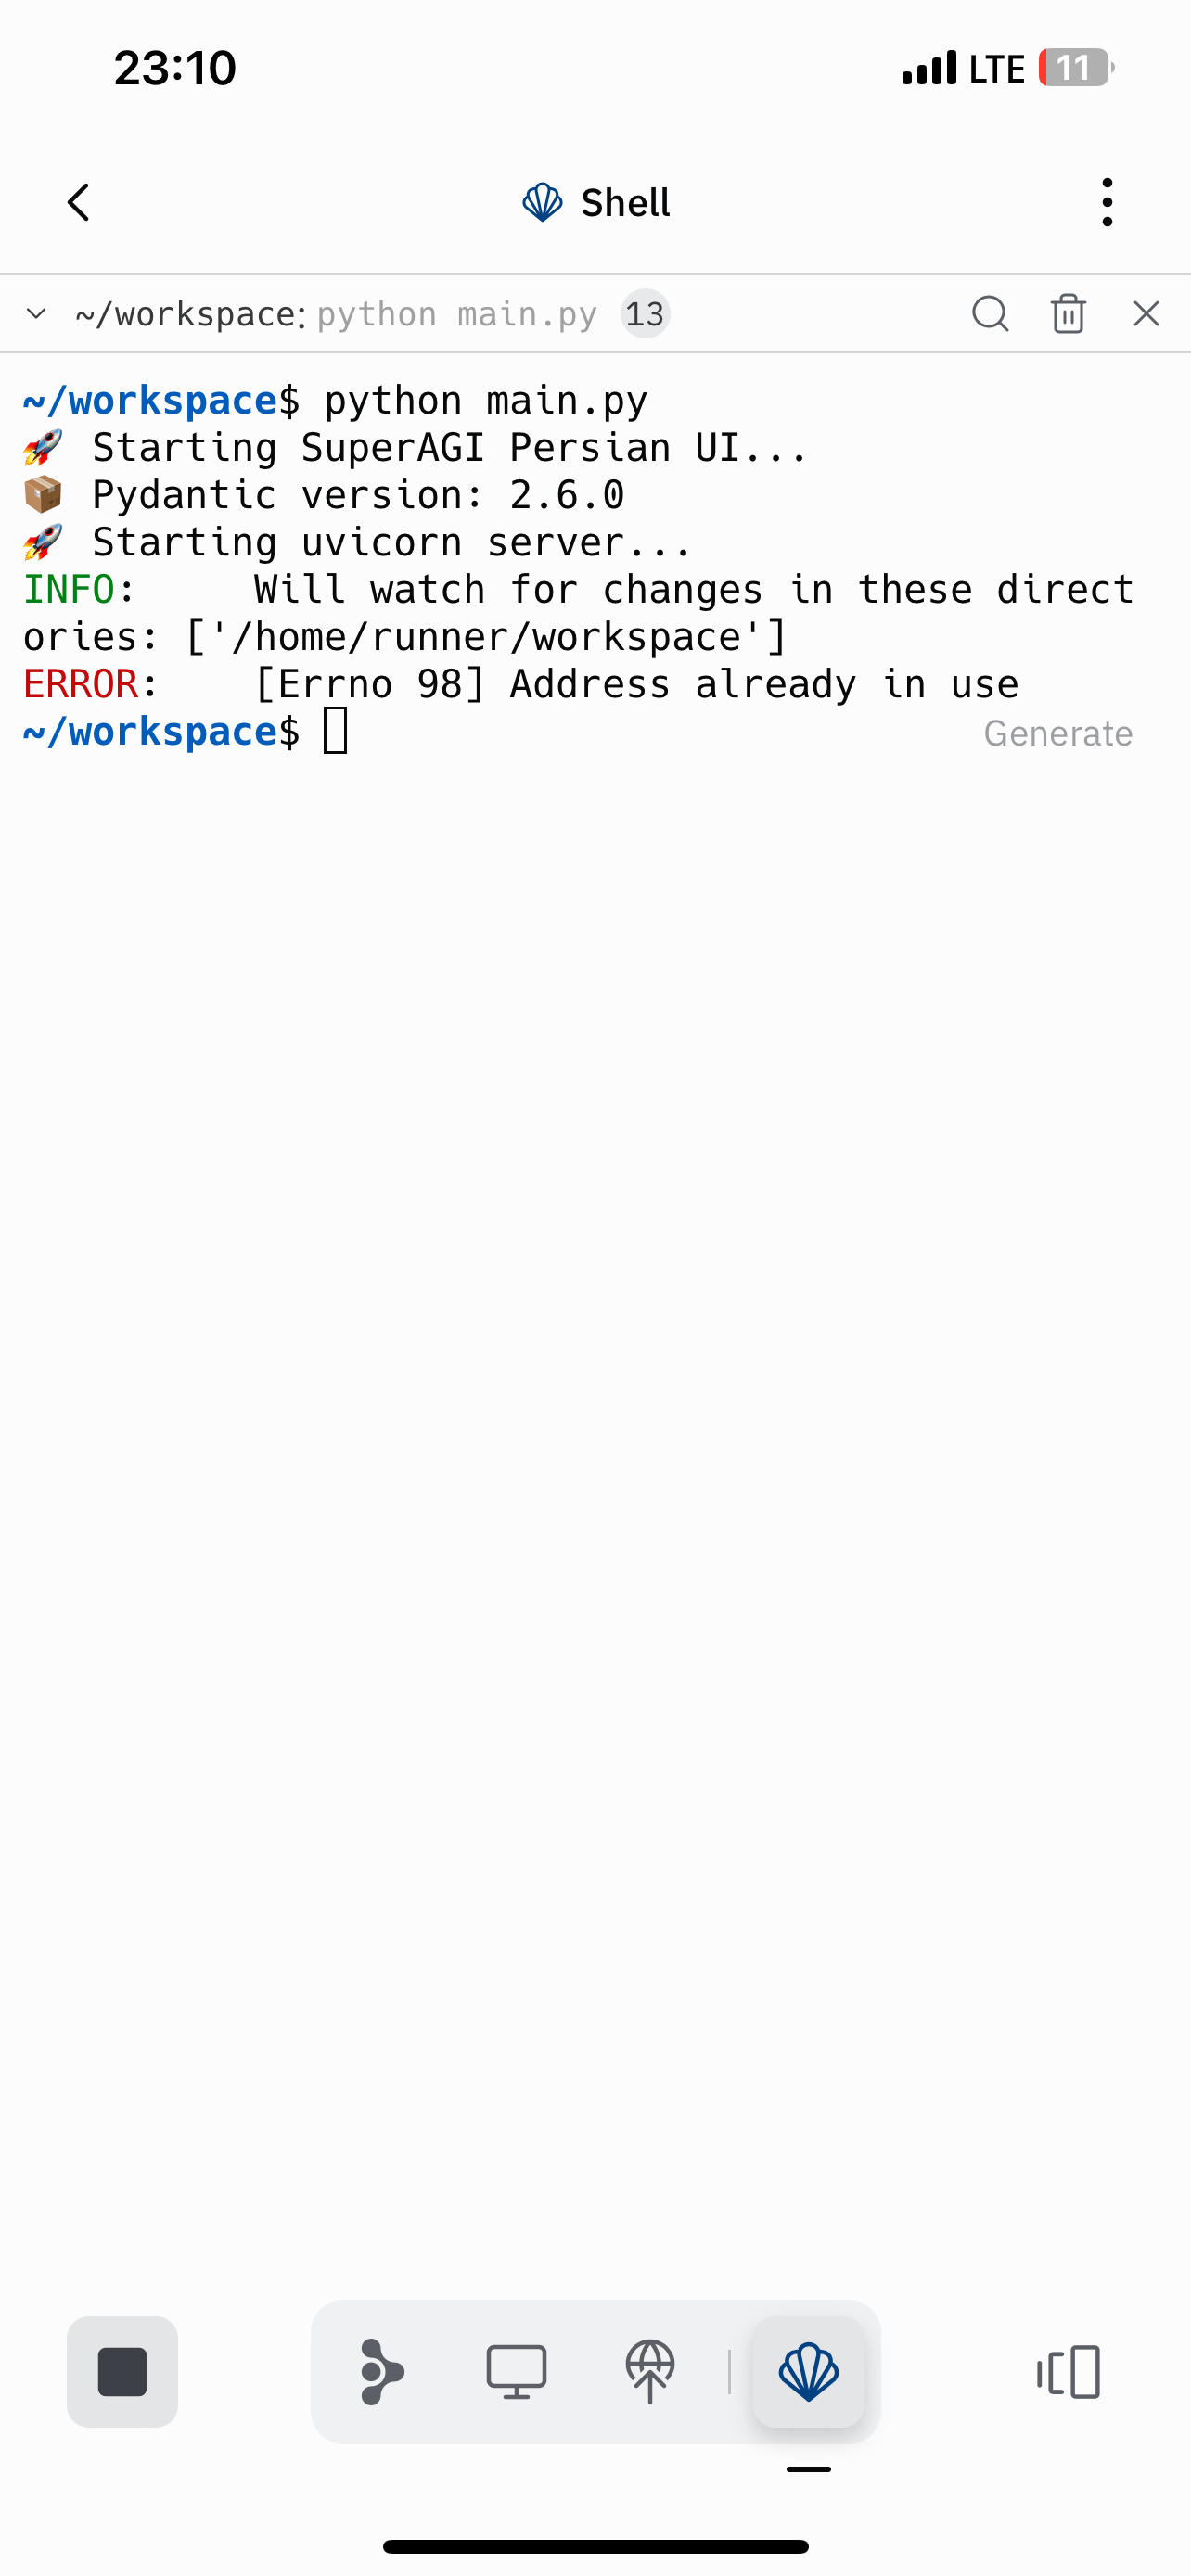 23:10
LTE 11
Shell
~/workspace: python main.py 13
~/workspace$ python main.py
🚀 Starting SuperAGI Persian UI...
📦 Pydantic version: 2.6.0
🚀 Starting uvicorn server...
INFO:     Will watch for changes in these direct
ories: ['/home/runner/workspace']
ERROR:    [Errno 98] Address already in use
~/workspace$
Generate